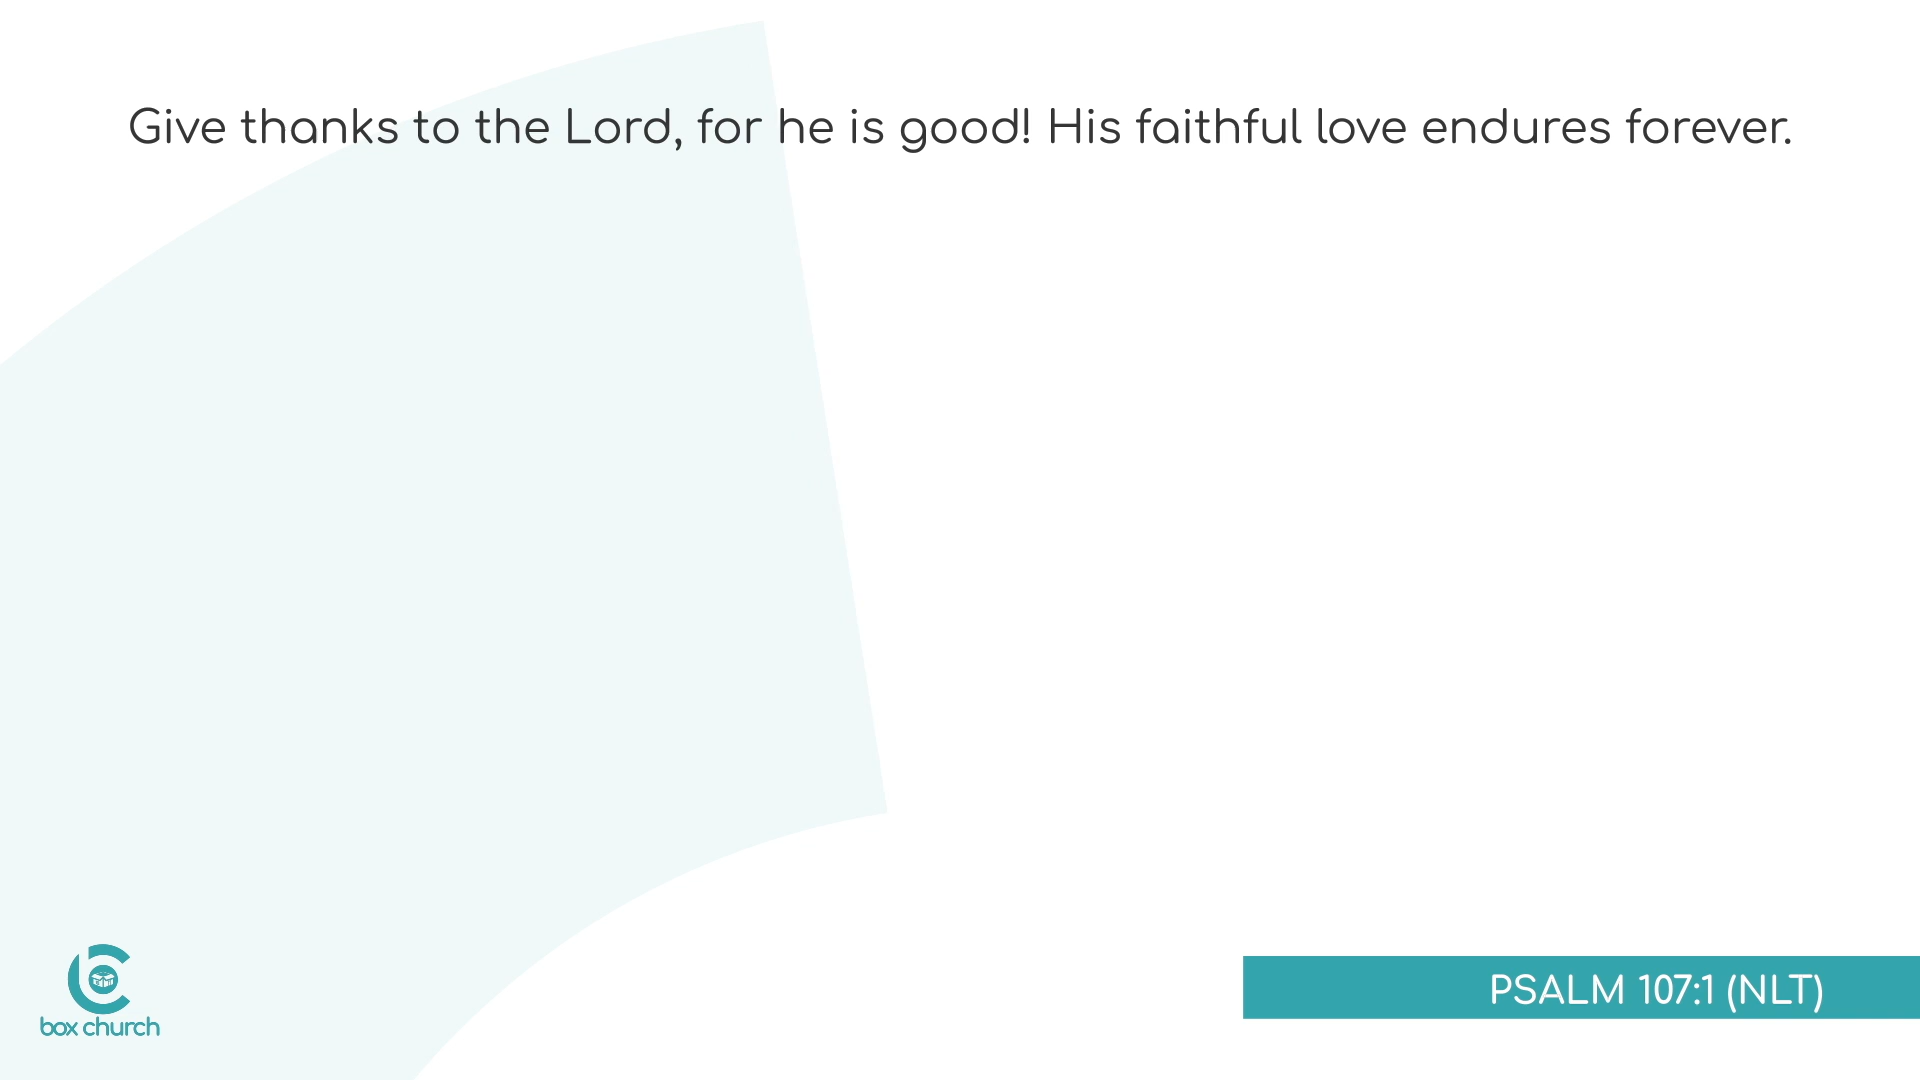 Give thanks to the Lord, for he is good! His faithful love endures forever.
box church
PSALM 107:1 (NLT)